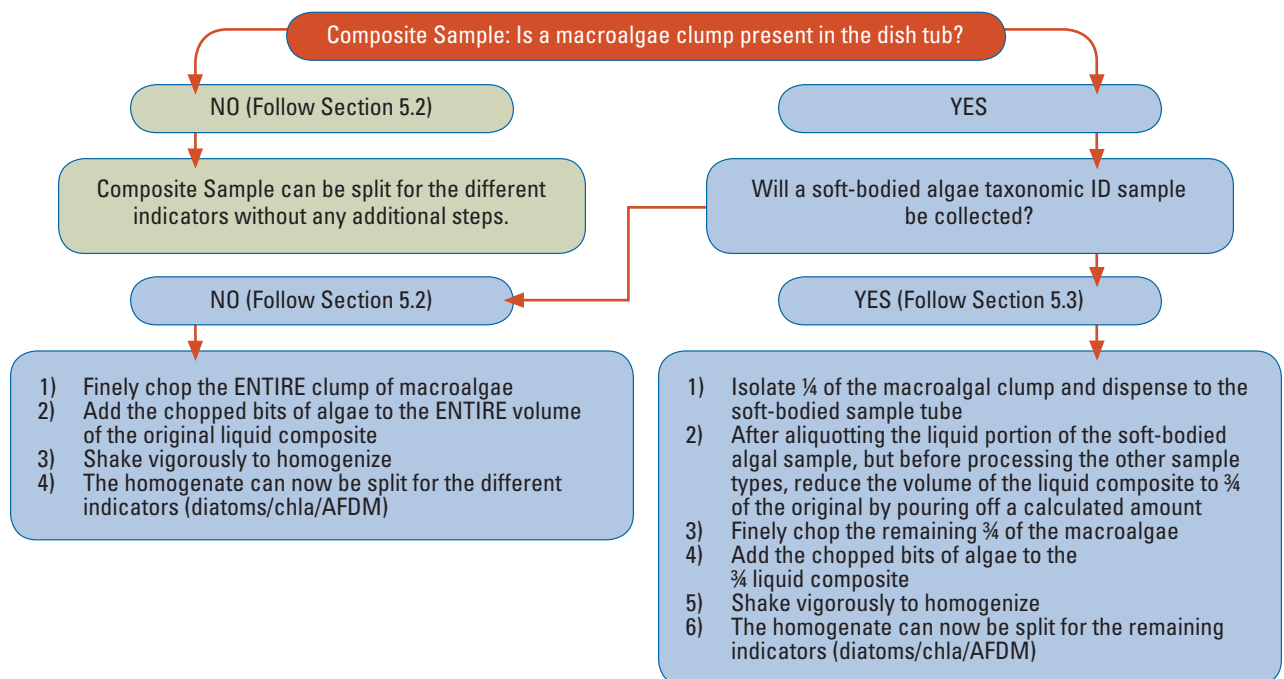 Composite Sample: Is a macroalgae clump present in the dish tub?
NO (Follow Section 5.2)
YES
Composite Sample can be split for the different
indicators without any additional steps.
Will a soft-bodied algae taxonomic ID sample
be collected?
NO (Follow Section 5.2)
YES (Follow Section 5.3)
1) Finely chop the ENTIRE clump of macroalgae
2) Add the chopped bits of algae to the ENTIRE volume
of the original liquid composite
3) Shake vigorously to homogenize
4) The homogenate can now be split for the different
indicators (diatoms/chla/AFDM)
1) Isolate ¼ of the macroalgal clump and dispense to the
soft-bodied sample tube
2) After aliquotting the liquid portion of the soft-bodied
algal sample, but before processing the other sample
types, reduce the volume of the liquid composite to ¾
of the original by pouring off a calculated amount
3) Finely chop the remaining ¾ of the macroalgae
4) Add the chopped bits of algae to the
¾ liquid composite
5) Shake vigorously to homogenize
6) The homogenate can now be split for the remaining
indicators (diatoms/chla/AFDM)